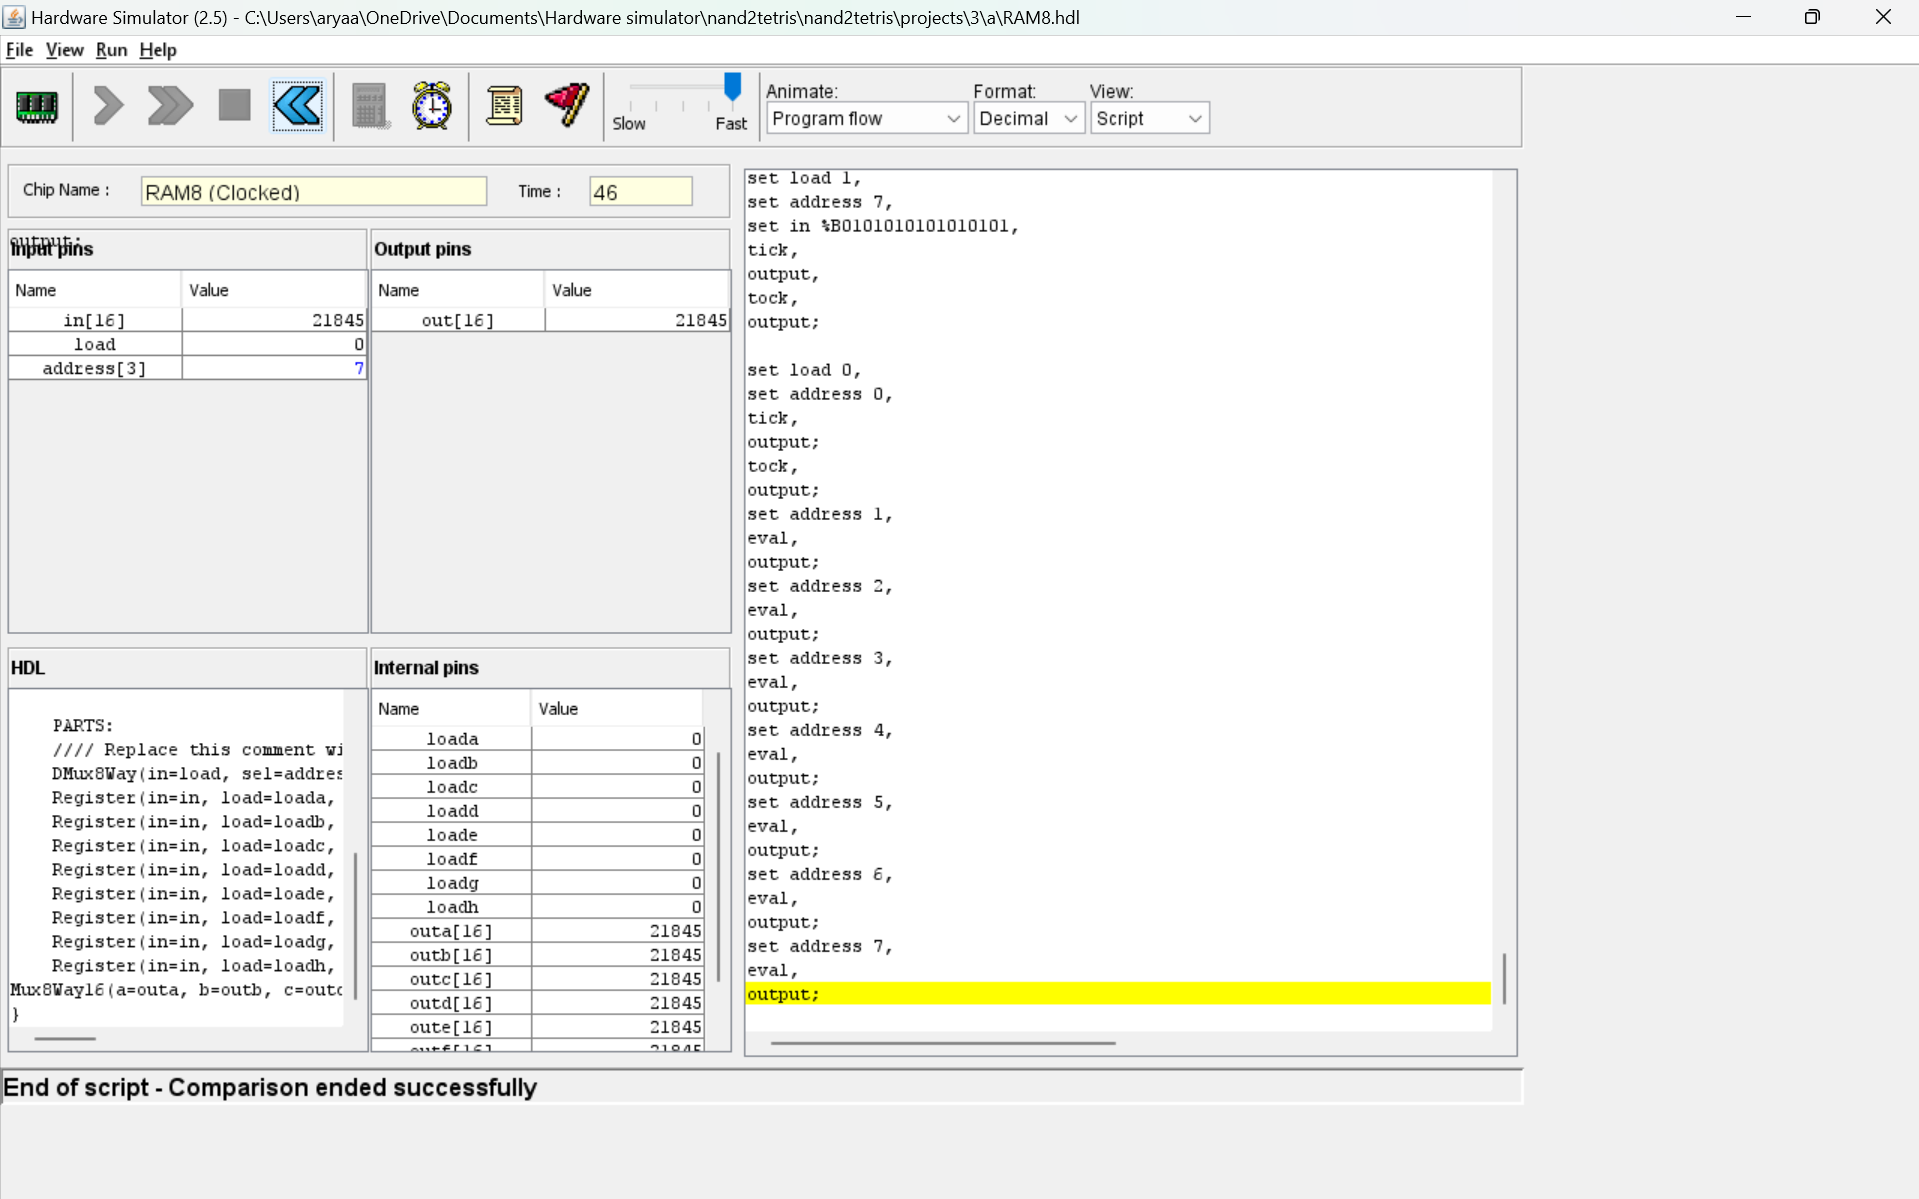 Hardware Simulator (2.5) - C:\Users\aryaa\OneDrive\Documents\Hardware simulator\nand2tetris\nand2tetris\projects\3\a\RAM8.hdl
File View Run Help
Slow
Fast
Animate:
Program flow
Format:
Decimal
View:
Script
Chip Name :
RAM8 (Clocked)
Time :
46
output;
Input pins
Name Value
in[16] 21845
load 0
address[3] 7
Output pins
Name Value
out[16] 21845
HDL
PARTS:
//// Replace this comment wi
DMux8Way(in=load, sel=addres
Register(in=in, load=loada,
Register(in=in, load=loadb,
Register(in=in, load=loadc,
Register(in=in, load=loadd,
Register(in=in, load=loade,
Register(in=in, load=loadf,
Register(in=in, load=loadg,
Register(in=in, load=loadh,
Mux8Way16(a=outa, b=outb, c=outc
}
Internal pins
Name Value
loada 0
loadb 0
loadc 0
loadd 0
loade 0
loadf 0
loadg 0
loadh 0
outa[16] 21845
outb[16] 21845
outc[16] 21845
outd[16] 21845
oute[16] 21845
outf[16] 21845
set load 1,
set address 7,
set in %B0101010101010101,
tick,
output,
tock,
output;
set load 0,
set address 0,
tick,
output;
tock,
output;
set address 1,
eval,
output;
set address 2,
eval,
output;
set address 3,
eval,
output;
set address 4,
eval,
output;
set address 5,
eval,
output;
set address 6,
eval,
output;
set address 7,
eval,
output;
End of script - Comparison ended successfully